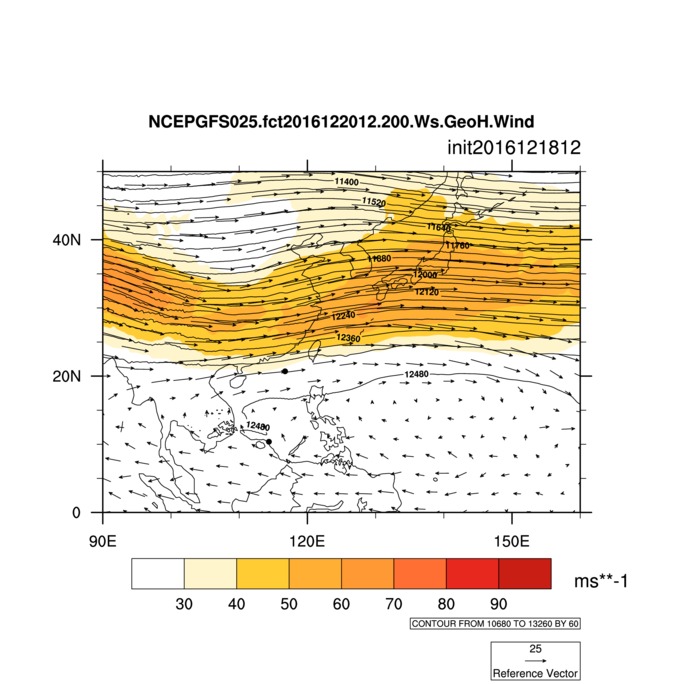 NCEPGFS025.fct2016122012.200.Ws.GeoH.Wind
init2016121812
11400
11520
11640
40N
11760
11880
12000
12120
12240
12360
20N
12480
12480
0
90E 120E 150E
30 40 50 60 70 80 90
ms**-1
CONTOUR FROM 10680 TO 13260 BY 60
25
Reference Vector